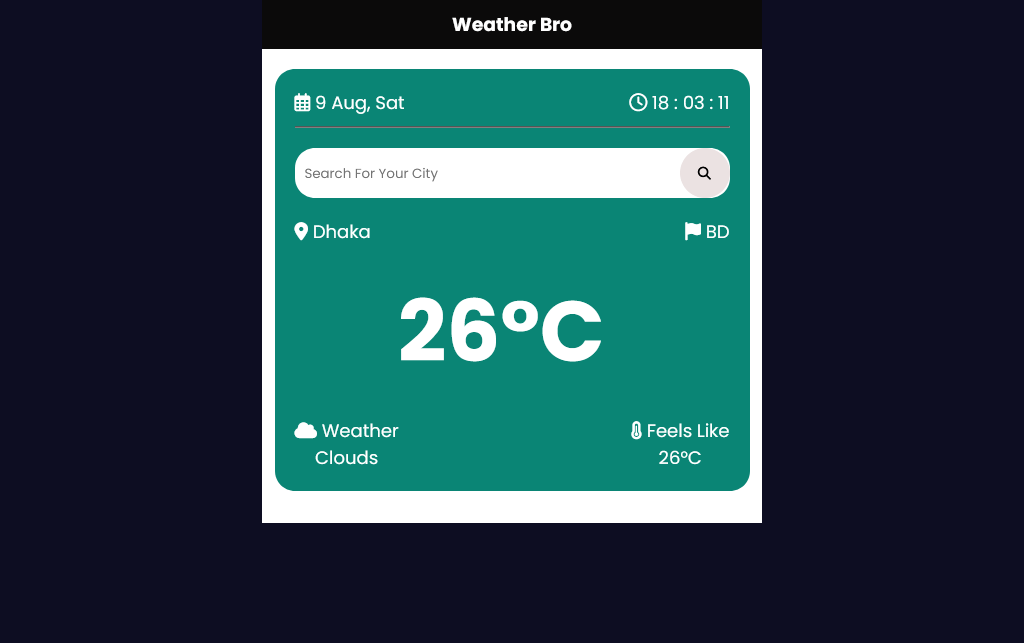 Weather Bro
9 Aug, Sat
18 : 03 : 11
Search For Your City
Dhaka
BD
26°C
Weather
Clouds
Feels Like
26°C